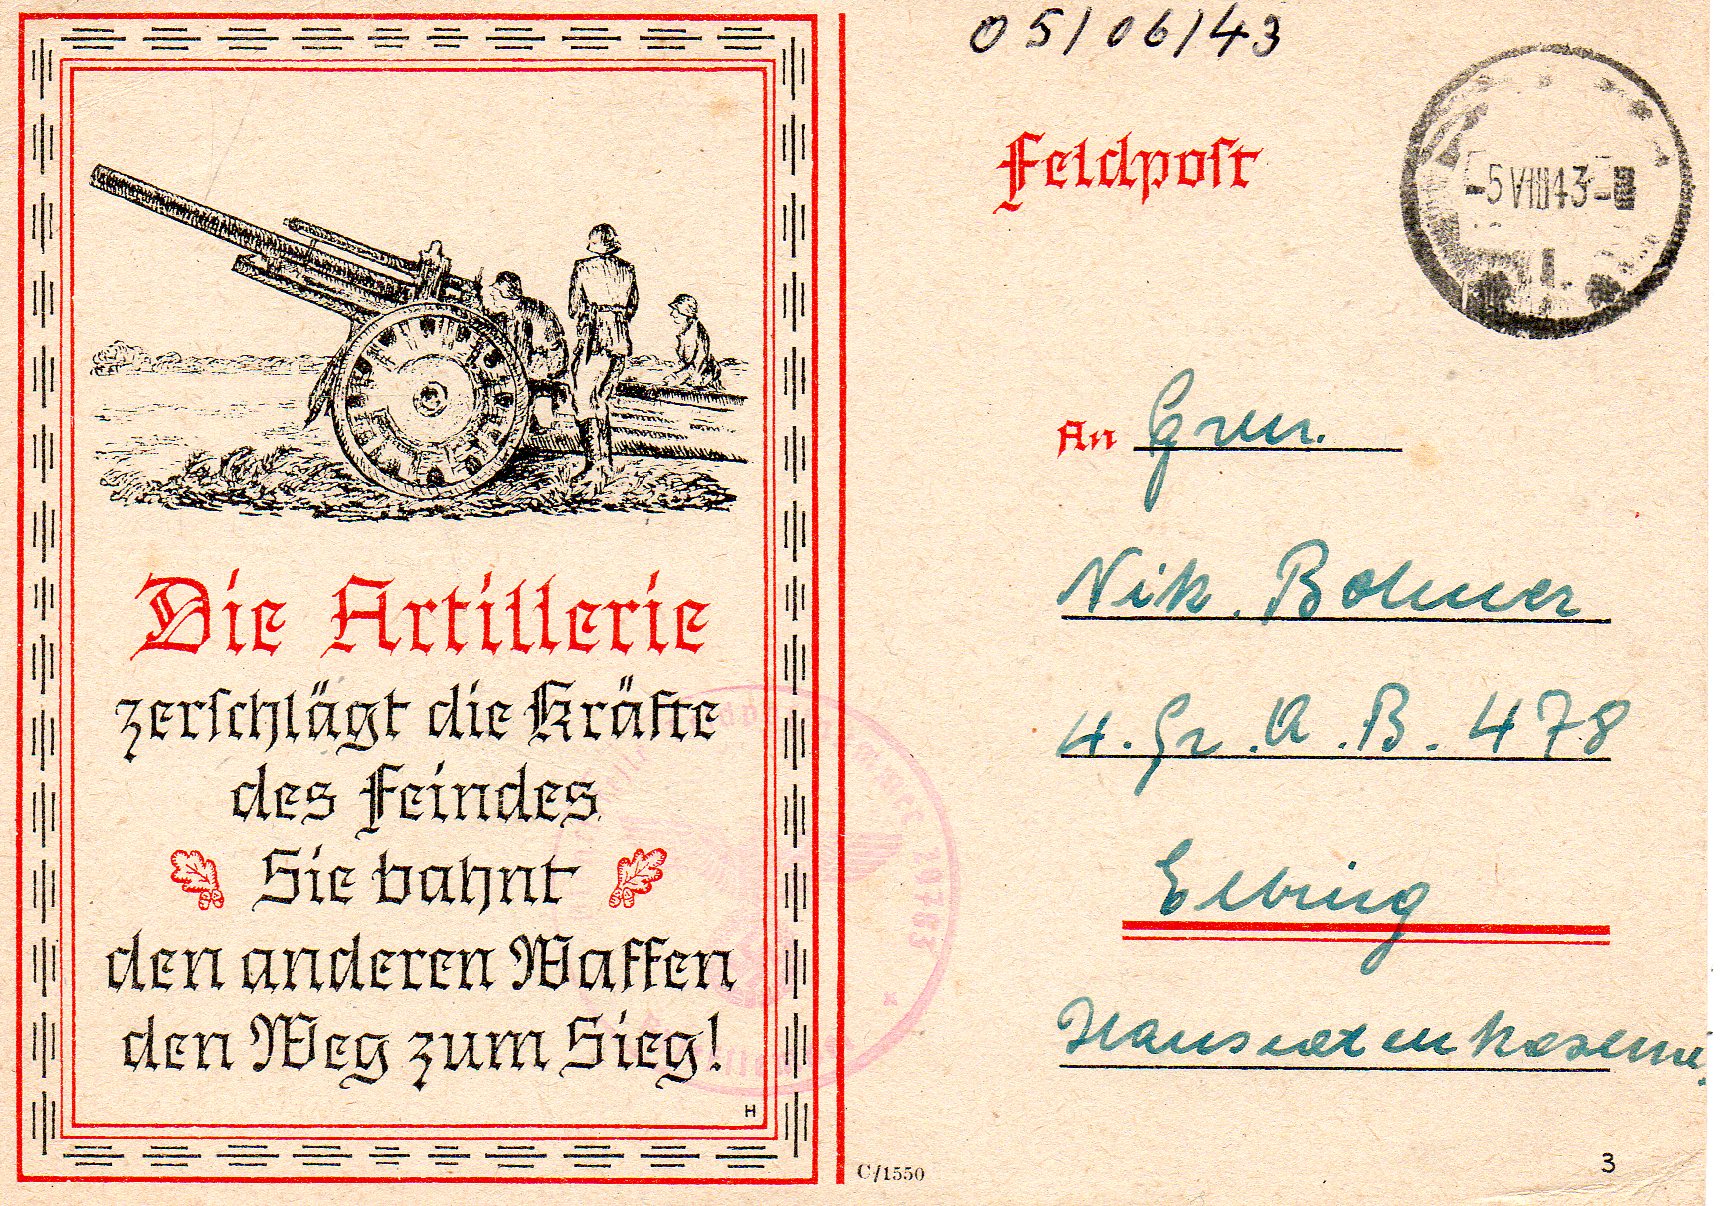 05/06/43
Feldpost
-5 VIII 43-
Die Artillerie
zerschlägt die Kräfte
des Feindes
Sie bahnt
den anderen Waffen
den Weg zum Sieg!
H
An Gren.
Nik. Bohmer
4. Gr. A. B. 478
Elbing
Hanseatenkaserne
C/1550
3